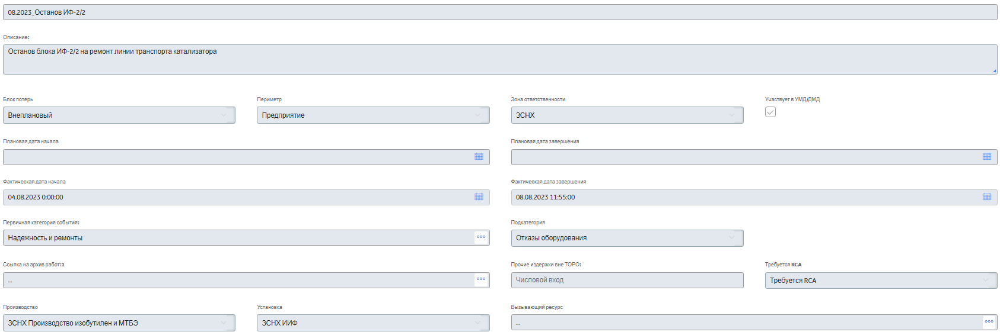 08.2023_Останов ИФ-2/2
Описание:
Останов блока ИФ-2/2 на ремонт линии транспорта катализатора
Блок потерь
Периметр
Зона ответственности
Участвует в УМД/ДМД
Внеплановый
Предприятие
ЗСНХ
Плановая дата начала
Плановая дата завершения
Фактическая дата начала
Фактическая дата завершения
04.08.2023 0:00:00
08.08.2023 11:55:00
Первичная категория события:
Подкатегория
Надежность и ремонты
Отказы оборудования
Ссылка на архив работ:1
Прочие издержки вне ТОРО:
Требуется RCA
...
Числовой вход
Требуется RCA
Производство
Установка
Вызывающий ресурс
ЗСНХ Производство изобутилен и МТБЭ
ЗСНХ ИИФ
...